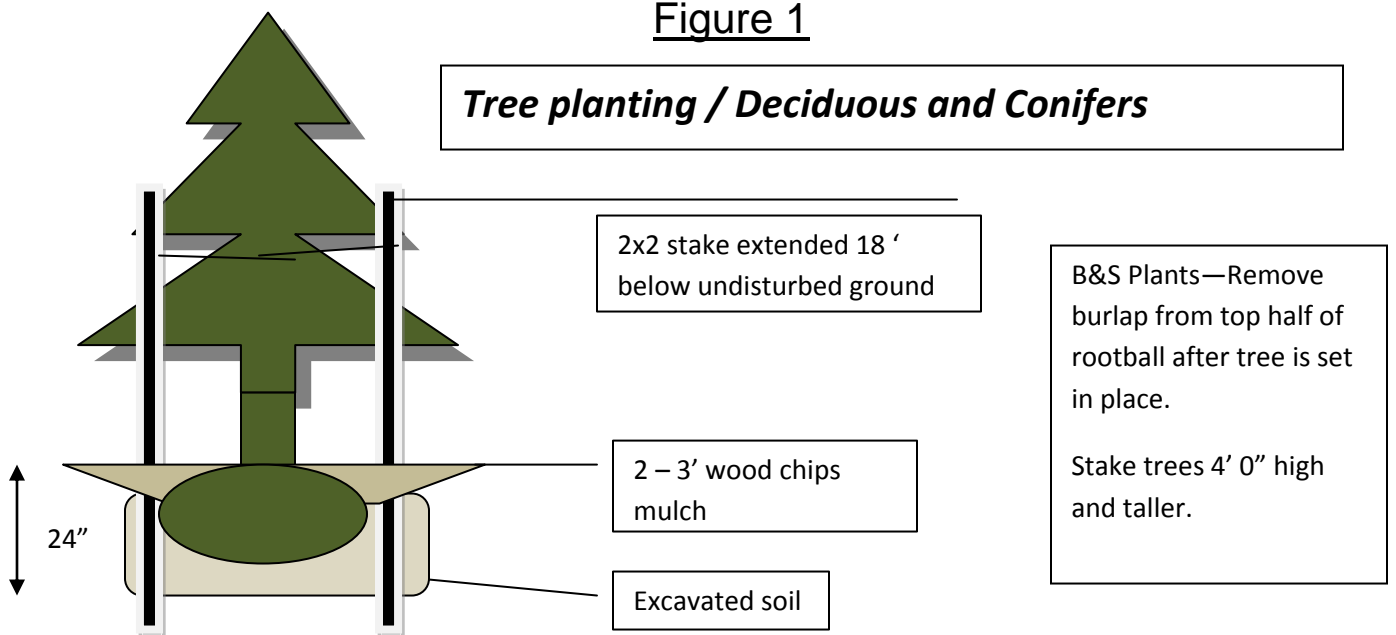 Figure 1
Tree planting / Deciduous and Conifers
2x2 stake extended 18 ‘
below undisturbed ground
B&S Plants—Remove
burlap from top half of
rootball after tree is set
in place.
Stake trees 4’ 0” high
and taller.
2 – 3’ wood chips
mulch
24”
Excavated soil